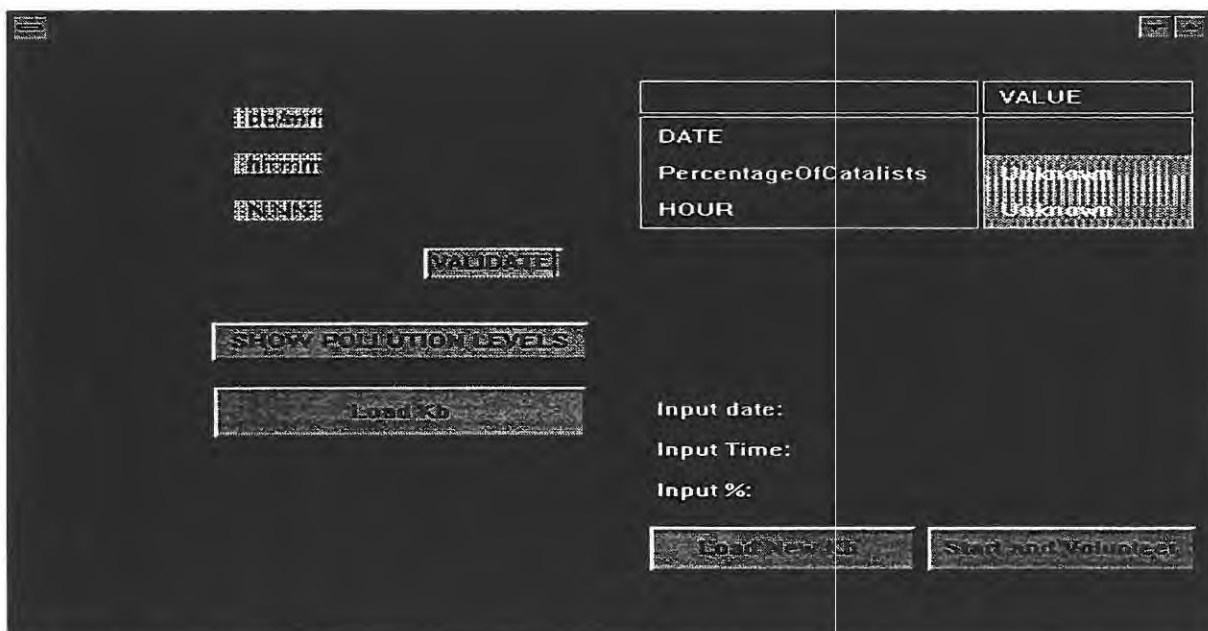 VALIDATE
SHOW POLLUTION LEVELS
Load Kb
VALUE
DATE
PercentageOfCatalists Unknown
HOUR Unknown
Input date:
Input Time:
Input %:
Load New Kb Start and Volunteer